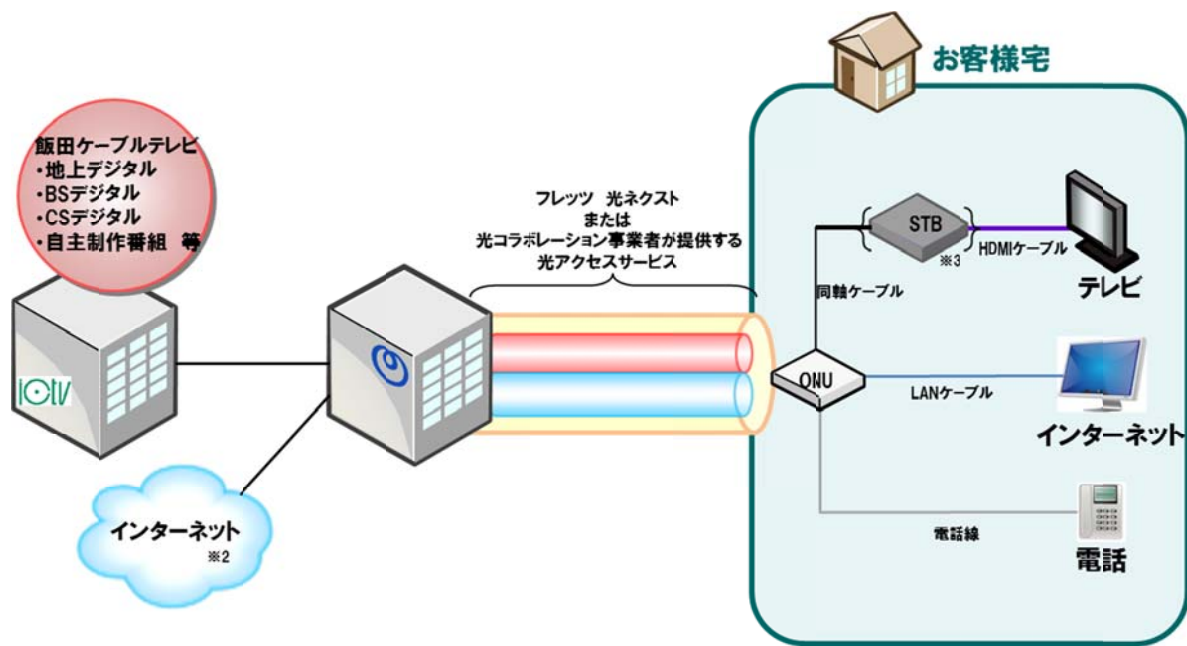 お客様宅
飯田ケーブルテレビ
・地上デジタル
・BSデジタル
・CSデジタル
・自主制作番組 等
フレッツ 光ネクスト
または
光コラボレーション事業者が提供する
光アクセスサービス
STB
※3
HDMIケーブル
同軸ケーブル
テレビ
ONU
LANケーブル
インターネット
電話線
電話
ICTV
インターネット
※2